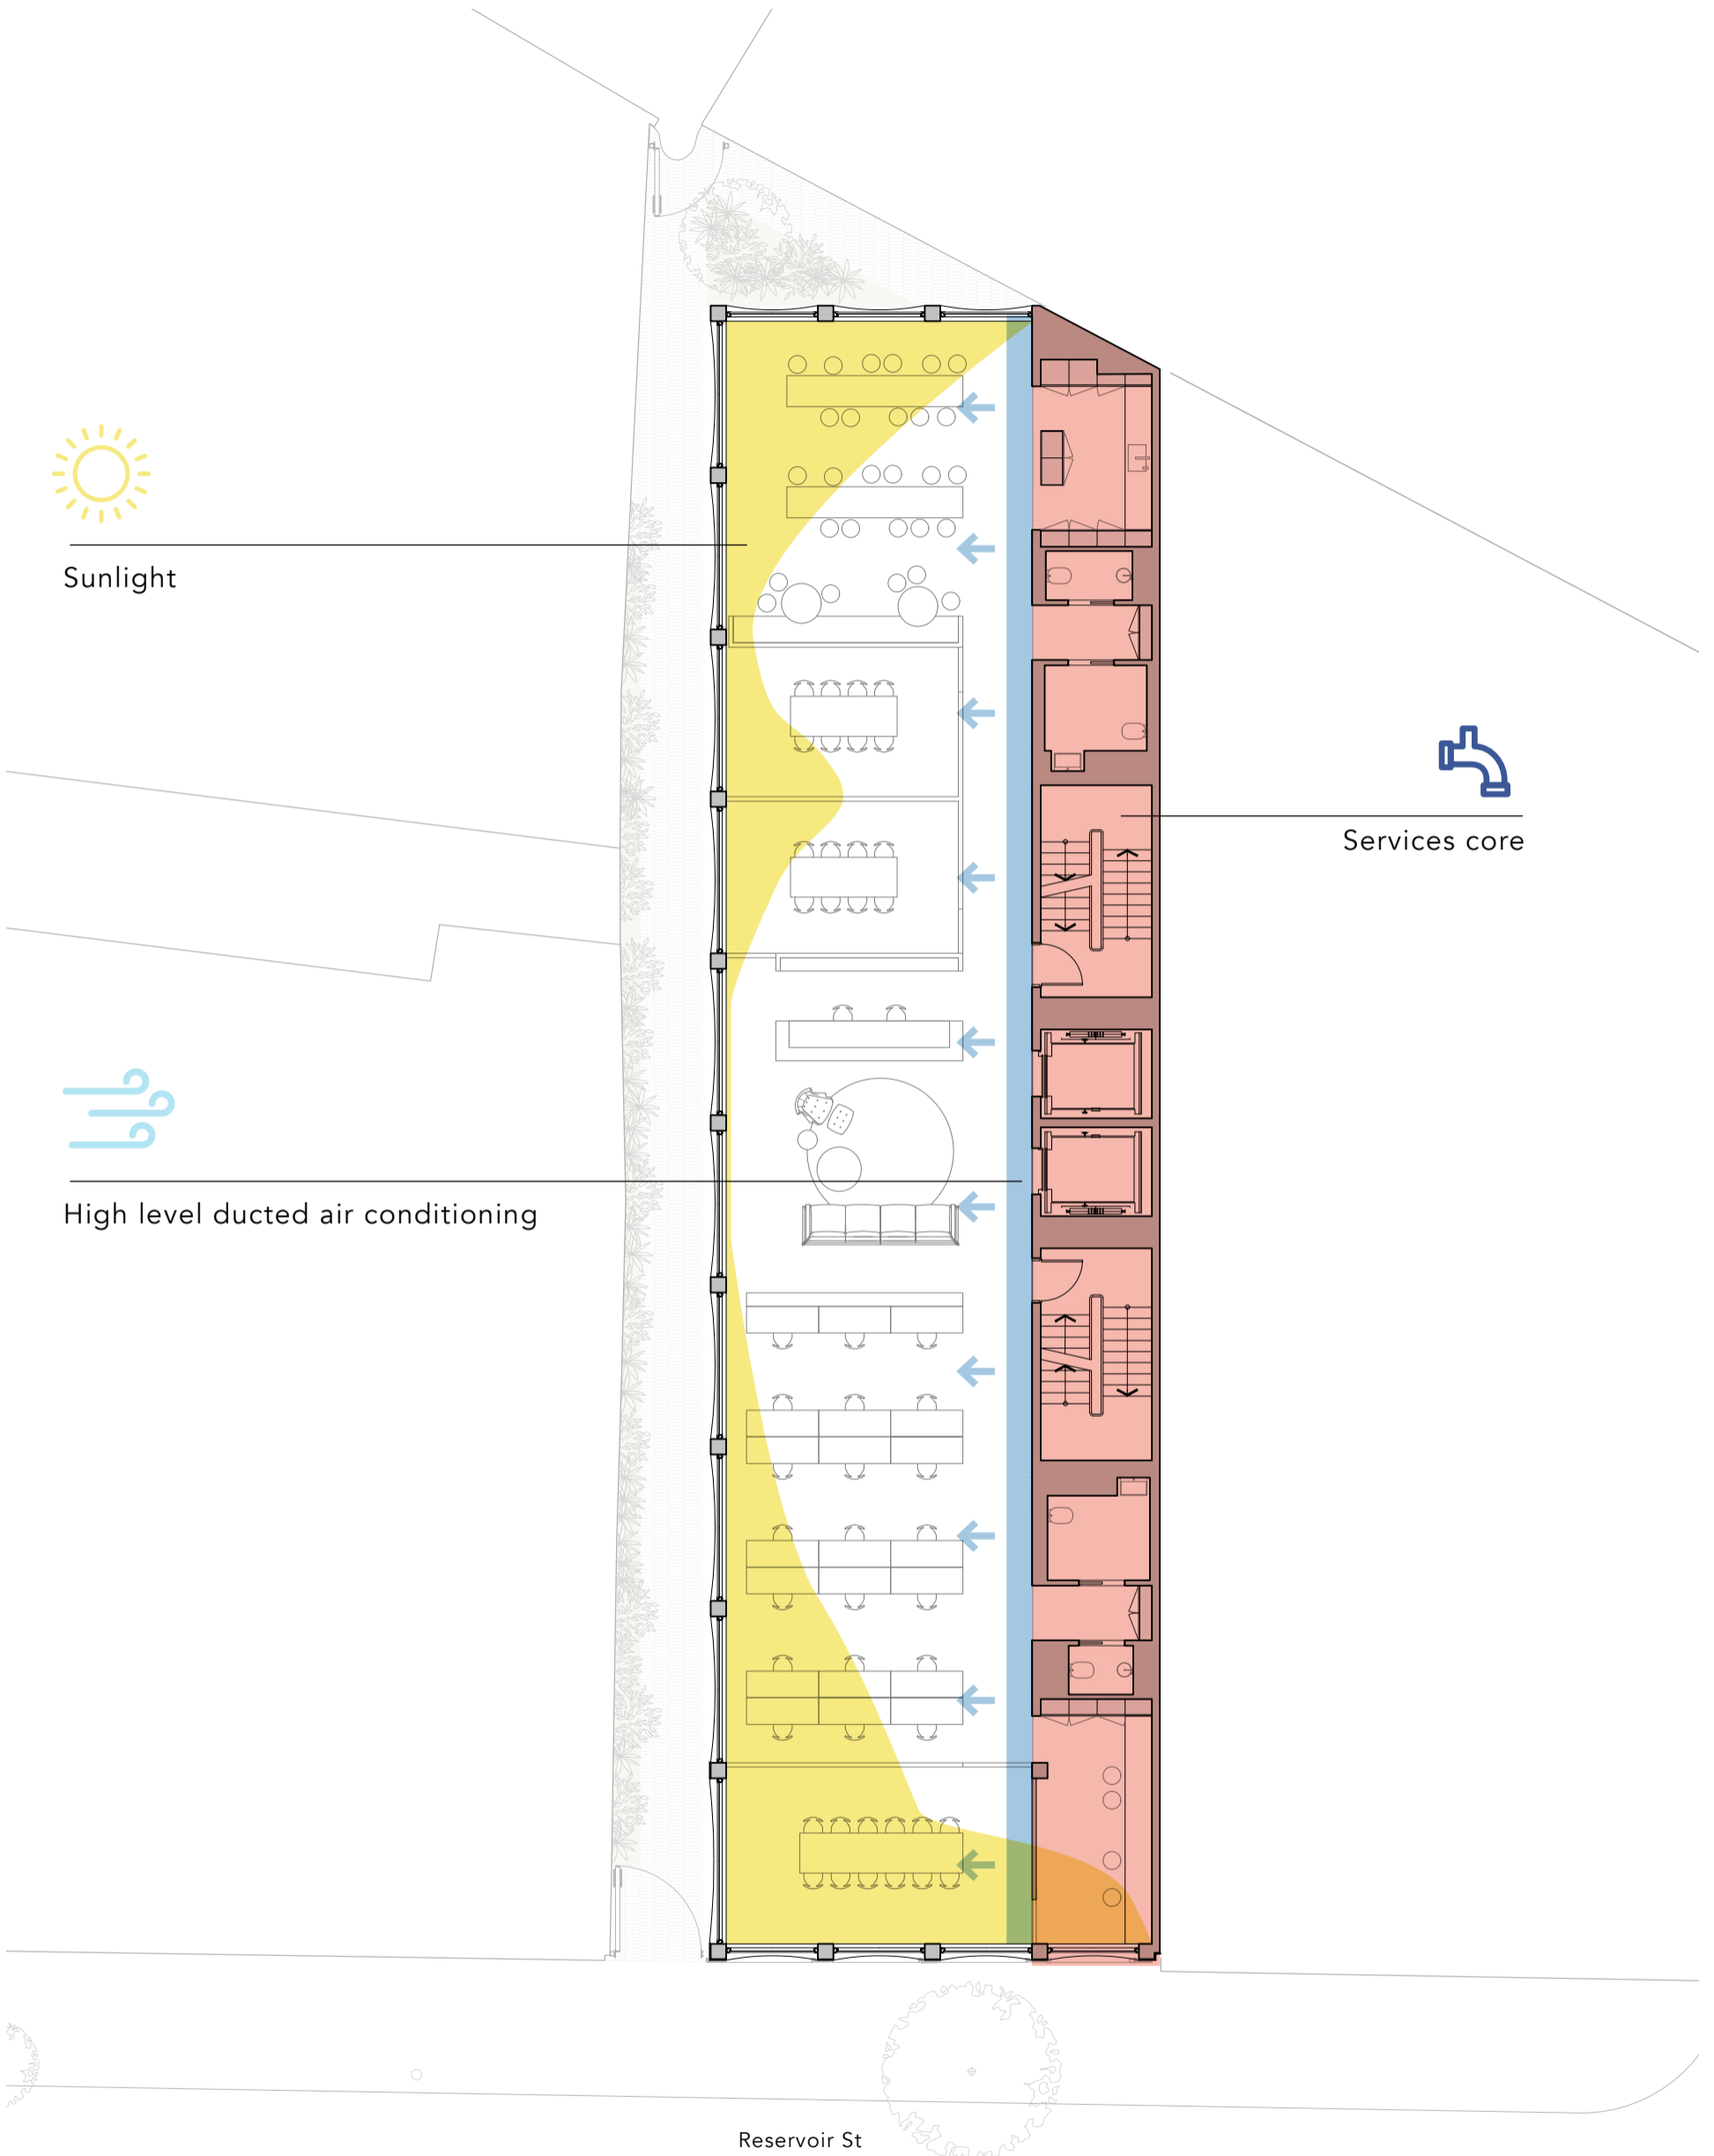 Sunlight
Services core
High level ducted air conditioning
Reservoir St